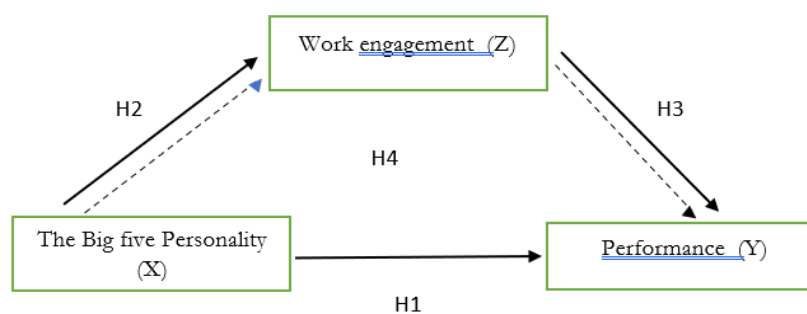 Work engagement (Z)
H2
H3
H4
The Big five Personality
(X)
Performance (Y)
H1